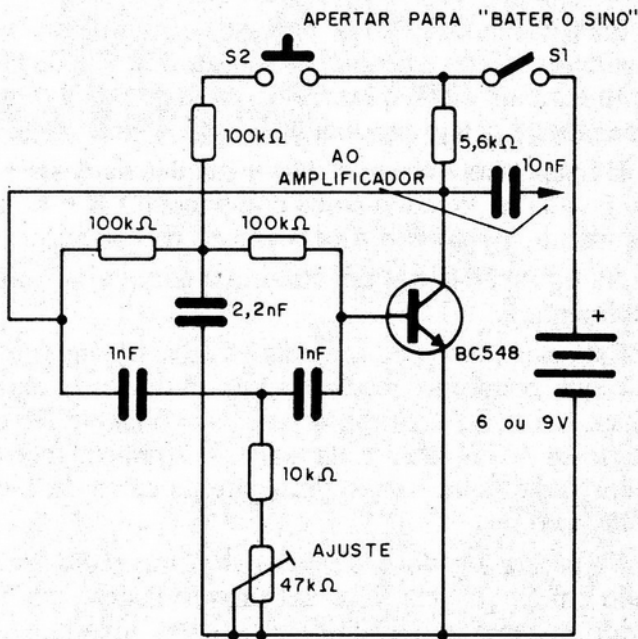 APERTAR PARA "BATER O SINO"
S2
S1
100kΩ
5,6kΩ
AO
AMPLIFICADOR
10nF
100kΩ
100kΩ
2,2nF
BC548
1nF
1nF
+
6 ou 9V
10kΩ
AJUSTE
47kΩ